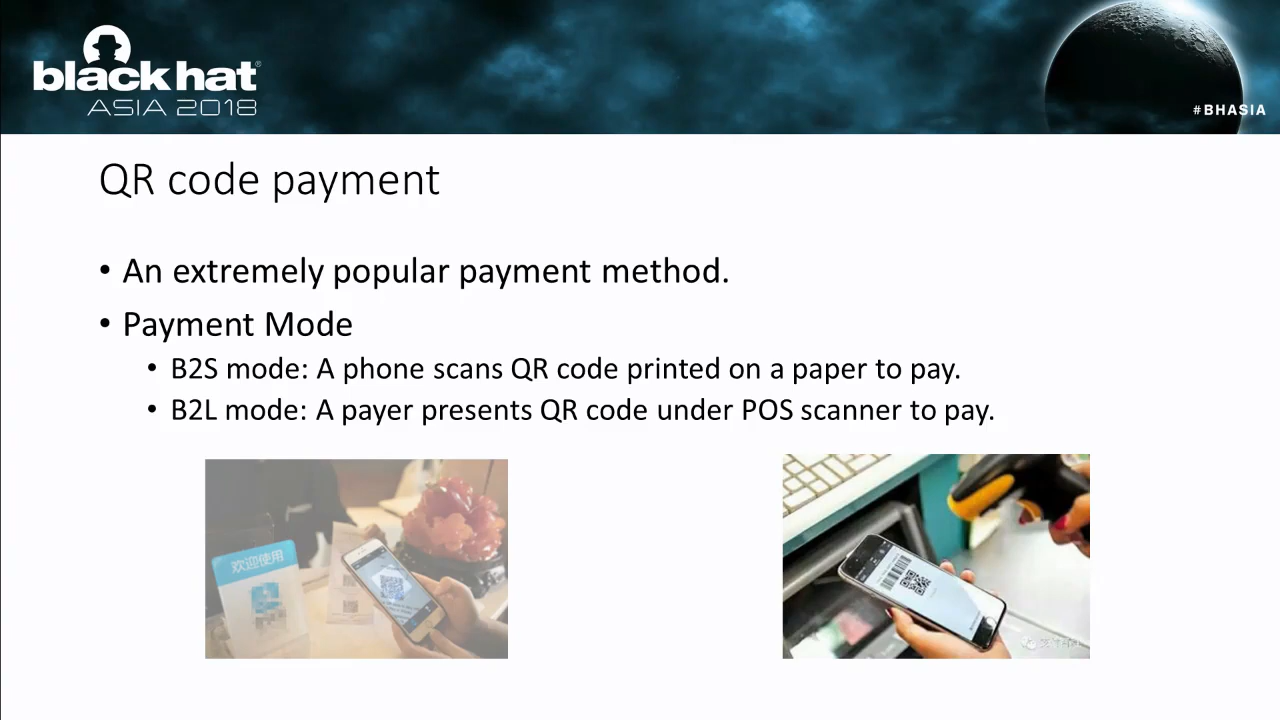 black hat®
ASIA 2018
#BHASIA
QR code payment
• An extremely popular payment method.
• Payment Mode
• B2S mode: A phone scans QR code printed on a paper to pay.
• B2L mode: A payer presents QR code under POS scanner to pay.
欢迎使用